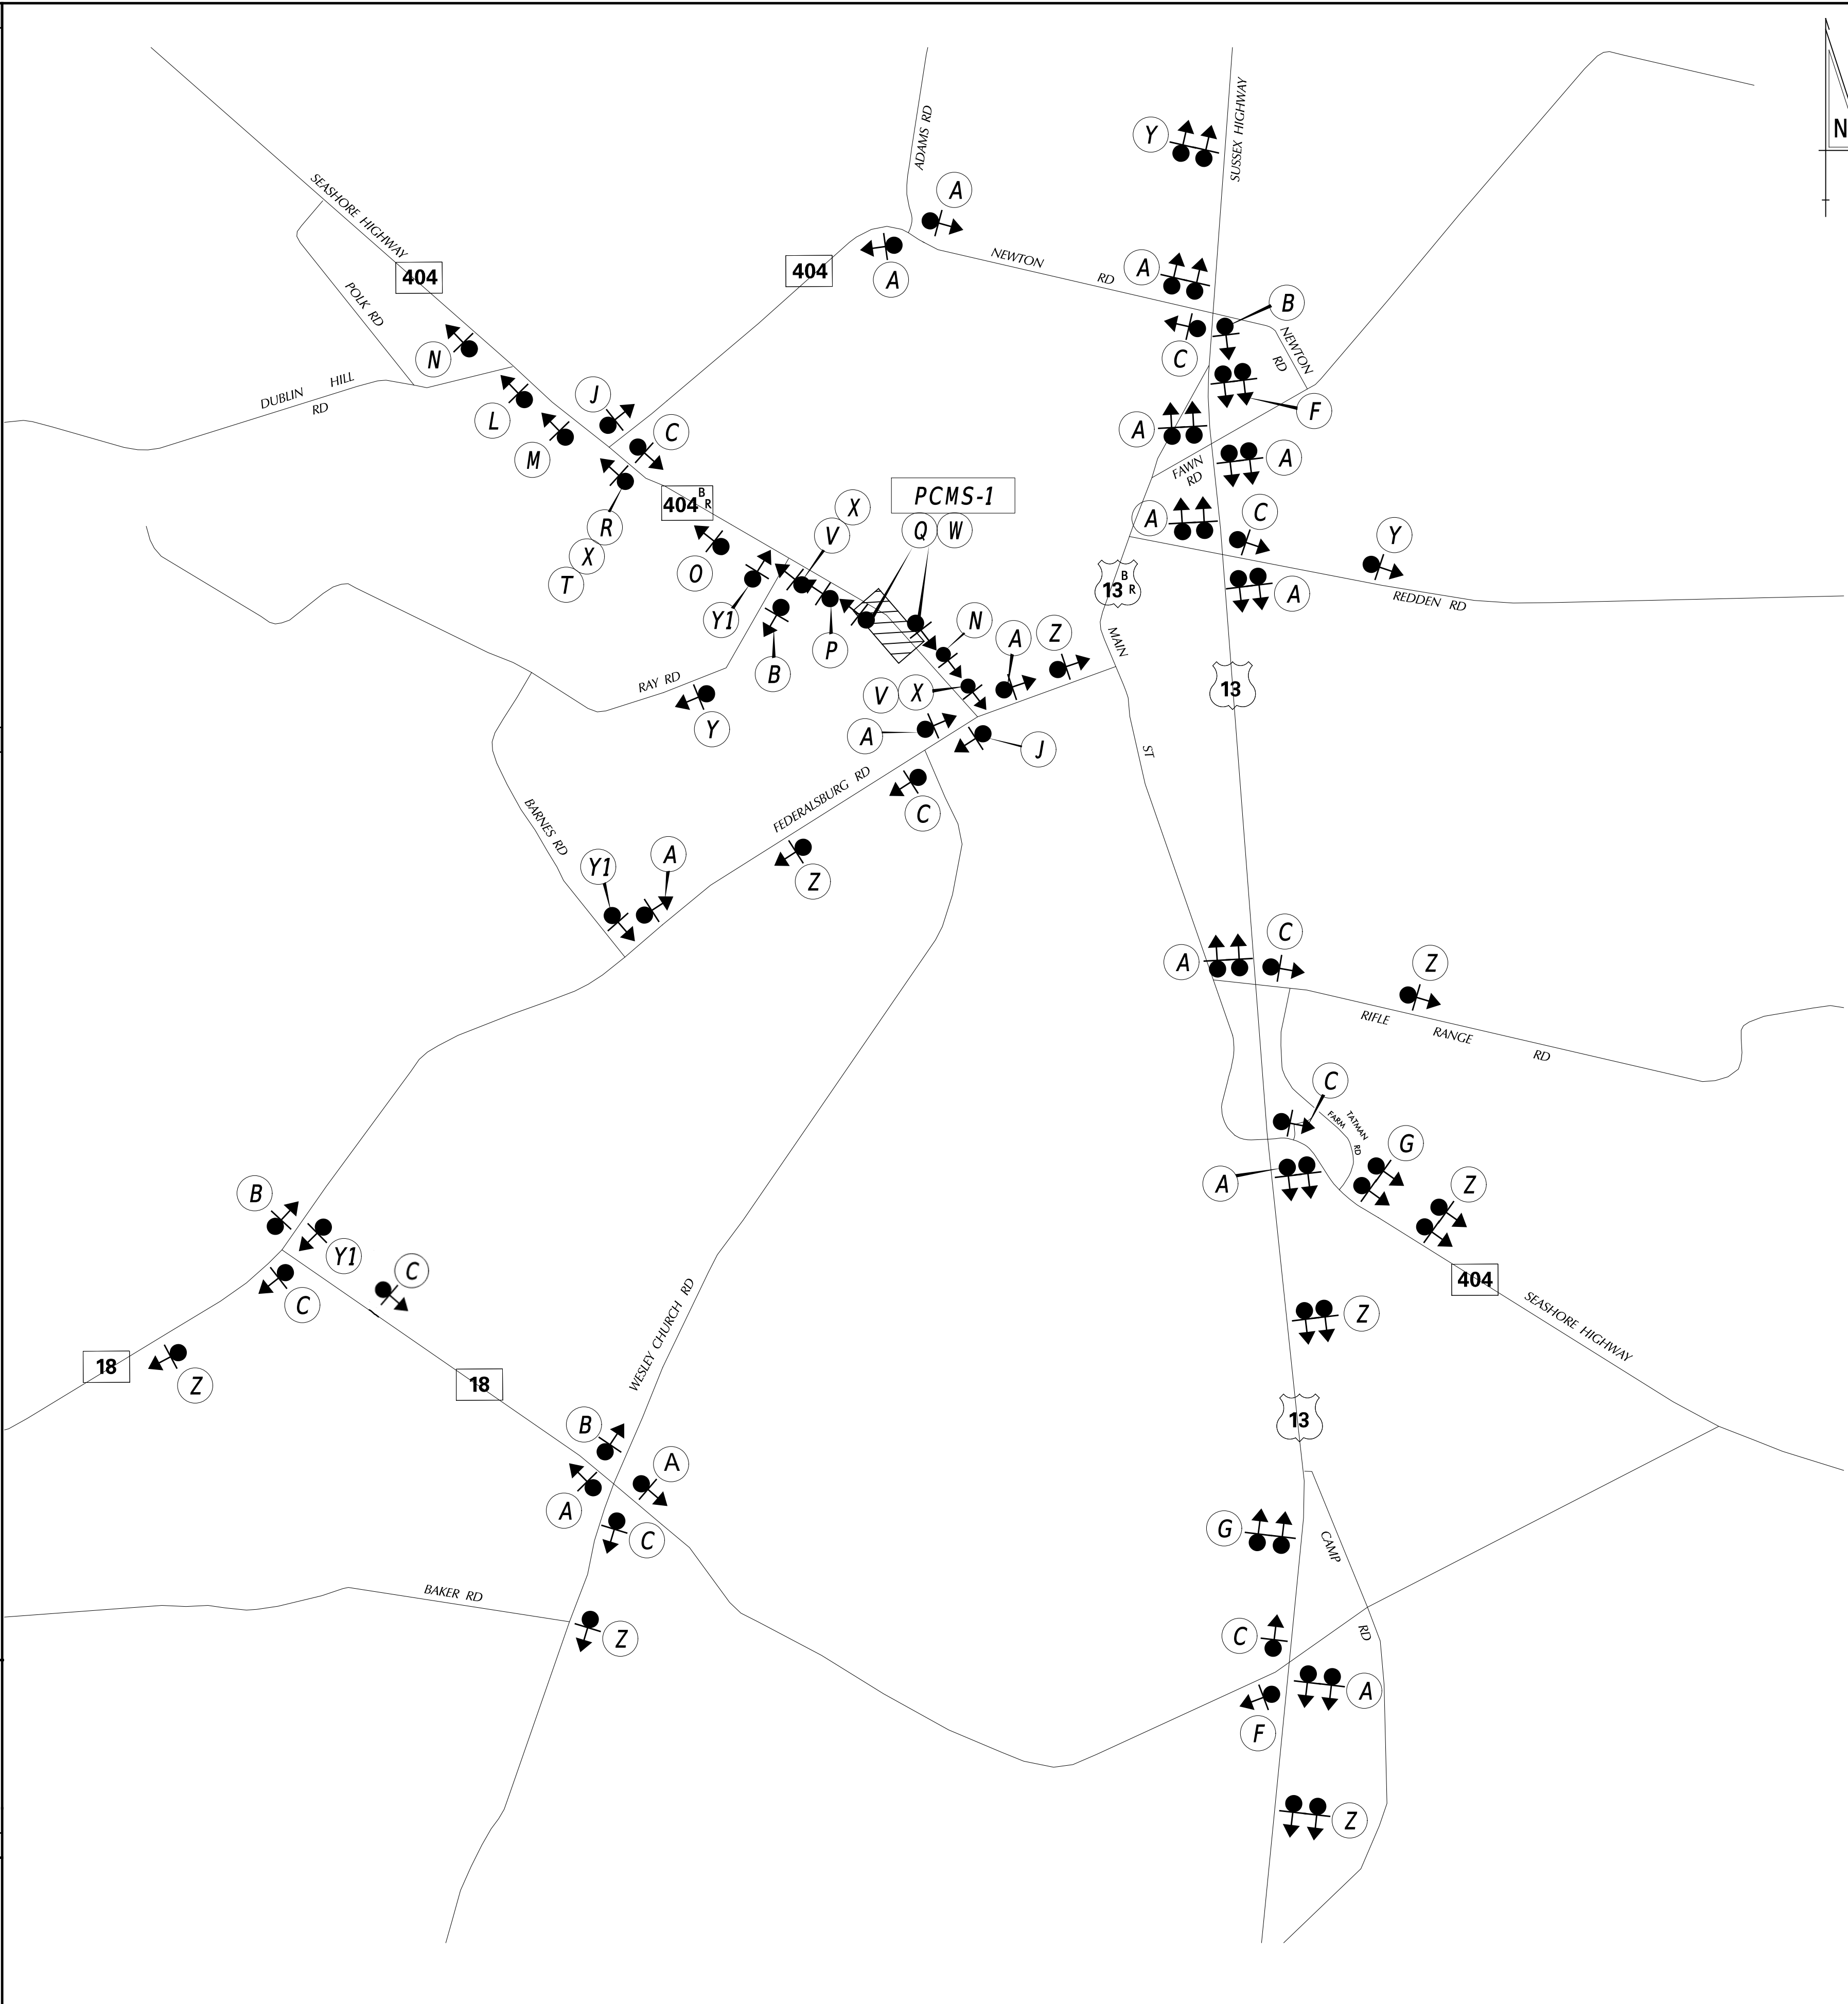 N
SUSSEX HIGHWAY
ADAMS RD
Y
SEASHORE HIGHWAY
A
404
404
A
A
NEWTON
RD
POLK RD
B
N
C
NEWTON
RD
DUBLIN HILL
RD
J
L
C
F
A
M
A
FAWN
RD
PCMS-1
404 B R
X
V
Q
W
R
X
T
O
A
C
Y
13 B R
A
REDDEN RD
Y1
P
N
A
Z
MAIN
B
RAY RD
Y
V
X
13
A
J
ST
FEDERALSBURG RD
C
BARNES RD
Y1
A
Z
A
C
Z
RIFLE RANGE RD
C
TATMAN
FARM
RD
G
A
Z
B
Y1
C
C
404
SEASHORE HIGHWAY
Z
18
Z
18
WESLEY CHURCH RD
13
B
A
A
C
G
CAMP
RD
BAKER RD
Z
C
A
F
Z